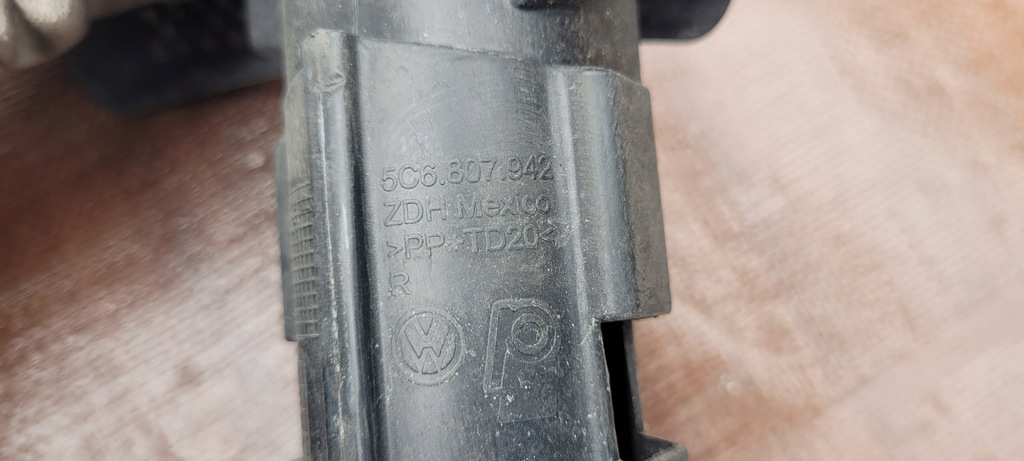 5C6.807.942
ZDH Mexico
>PP-TD20<
R